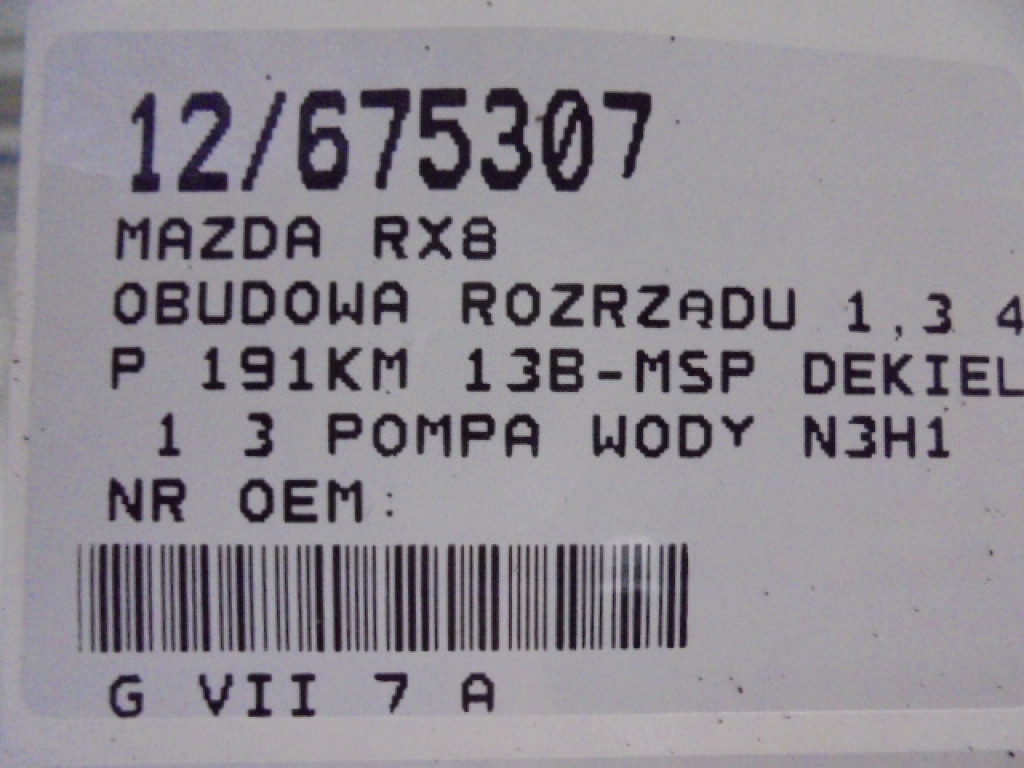 12/675307
MAZDA RX8
OBUDOWA ROZRZADU 1,3 4
P 191KM 13B-MSP DEKIEL
1 3 POMPA WODY N3H1
NR OEM:
G VII 7 A